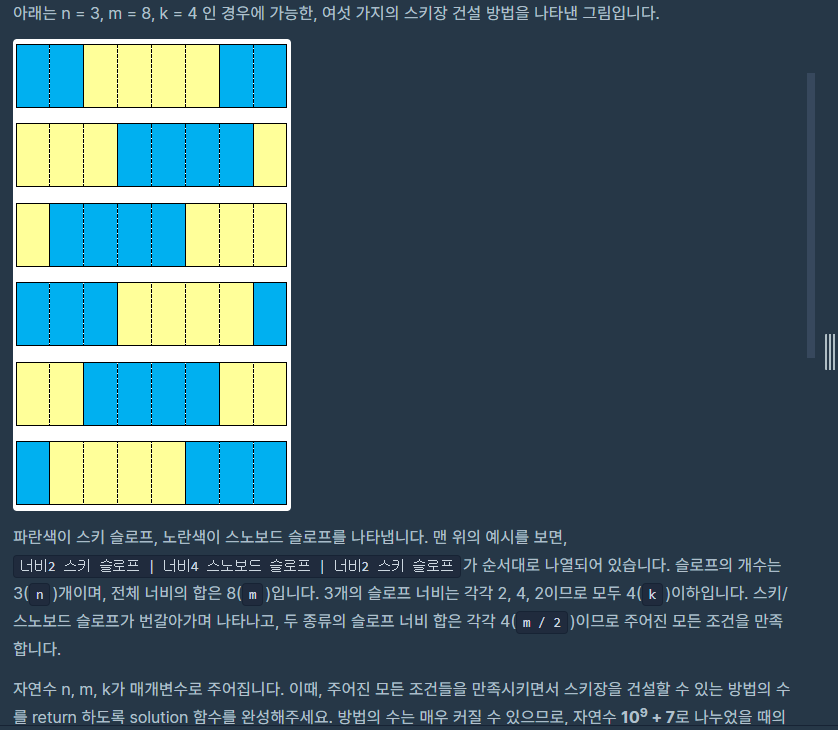 아래는 n = 3, m = 8, k = 4 인 경우에 가능한, 여섯 가지의 스키장 건설 방법을 나타낸 그림입니다.
파란색이 스키 슬로프, 노란색이 스노보드 슬로프를 나타냅니다. 맨 위의 예시를 보면,
너비2 스키 슬로프 | 너비4 스노보드 슬로프 | 너비2 스키 슬로프 가 순서대로 나열되어 있습니다. 슬로프의 개수는
3( n )개이며, 전체 너비의 합은 8( m )입니다. 3개의 슬로프 너비는 각각 2, 4, 2이므로 모두 4( k )이하입니다. 스키/
스노보드 슬로프가 번갈아가며 나타나고, 두 종류의 슬로프 너비 합은 각각 4( m / 2 )이므로 주어진 모든 조건을 만족
합니다.
자연수 n, m, k가 매개변수로 주어집니다. 이때, 주어진 모든 조건들을 만족시키면서 스키장을 건설할 수 있는 방법의 수
를 return 하도록 solution 함수를 완성해주세요. 방법의 수는 매우 커질 수 있으므로, 자연수 10⁹ + 7로 나누었을 때의